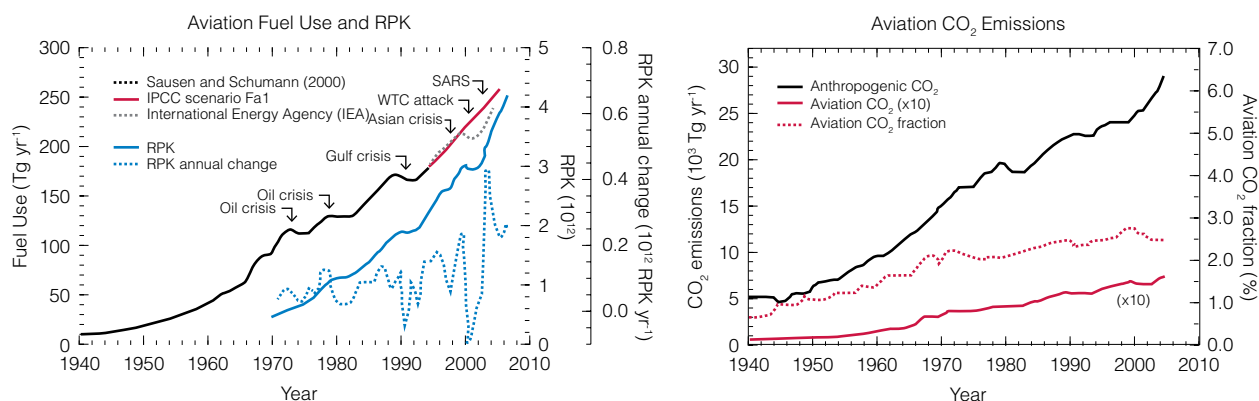 Aviation Fuel Use and RPK
300
250
200
150
100
50
0
Fuel Use (Tg yr⁻¹)
Sausen and Schumann (2000)
IPCC scenario Fa1
International Energy Agency (IEA)
RPK
RPK annual change
Oil crisis
Oil crisis
Gulf crisis
Asian crisis
WTC attack
SARS
5
4
3
2
1
0
RPK (10¹²)
0.8
0.6
0.4
0.2
0.0
RPK annual change (10¹² RPK yr⁻¹)
1940 1950 1960 1970 1980 1990 2000 2010
Year
Aviation CO₂ Emissions
30
25
20
15
10
5
0
CO₂ emissions (10³ Tg yr⁻¹)
Anthropogenic CO₂
Aviation CO₂ (x10)
Aviation CO₂ fraction
(x10)
7.0
6.0
5.0
4.0
3.0
2.0
1.0
0.0
Aviation CO₂ fraction (%)
1940 1950 1960 1970 1980 1990 2000 2010
Year